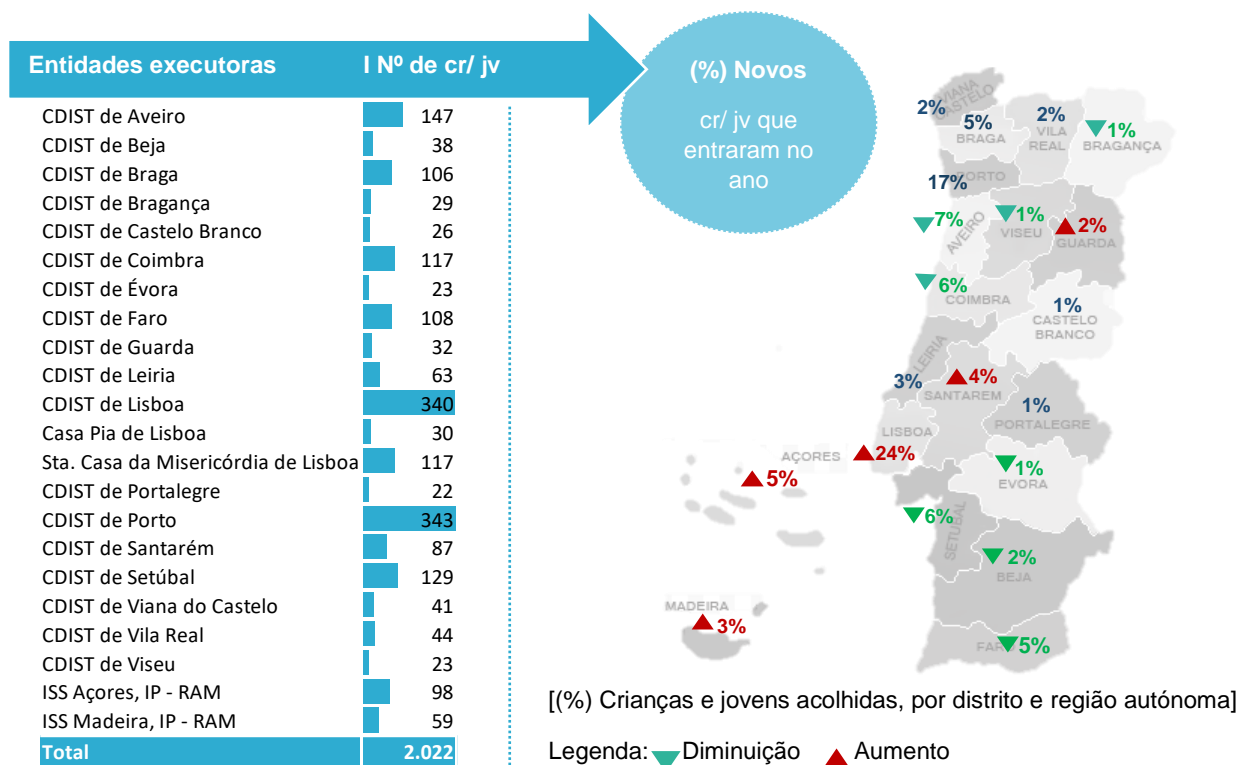 Entidades executoras I Nº de cr/ jv
CDIST de Aveiro 147
CDIST de Beja 38
CDIST de Braga 106
CDIST de Bragança 29
CDIST de Castelo Branco 26
CDIST de Coimbra 117
CDIST de Évora 23
CDIST de Faro 108
CDIST de Guarda 32
CDIST de Leiria 63
CDIST de Lisboa 340
Casa Pia de Lisboa 30
Sta. Casa da Misericórdia de Lisboa 117
CDIST de Portalegre 22
CDIST de Porto 343
CDIST de Santarém 87
CDIST de Setúbal 129
CDIST de Viana do Castelo 41
CDIST de Vila Real 44
CDIST de Viseu 23
ISS Açores, IP - RAM 98
ISS Madeira, IP - RAM 59
Total 2.022
(%) Novos
cr/ jv que
entraram no
ano
VIANA
CASTELO
2%
5%
BRAGA
2%
VILA
REAL
1%
BRAGANÇA
PORTO
17%
7%
AVEIRO
1%
VISEU
2%
GUARDA
6%
COIMBRA
1%
CASTELO
BRANCO
LEIRIA
3%
4%
SANTAREM
1%
PORTALEGRE
LISBOA
24%
AÇORES
5%
1%
EVORA
6%
SETUBAL
2%
BEJA
MADEIRA
3%
FARO
5%
[(%) Crianças e jovens acolhidas, por distrito e região autónoma]
Legenda: Diminuição Aumento